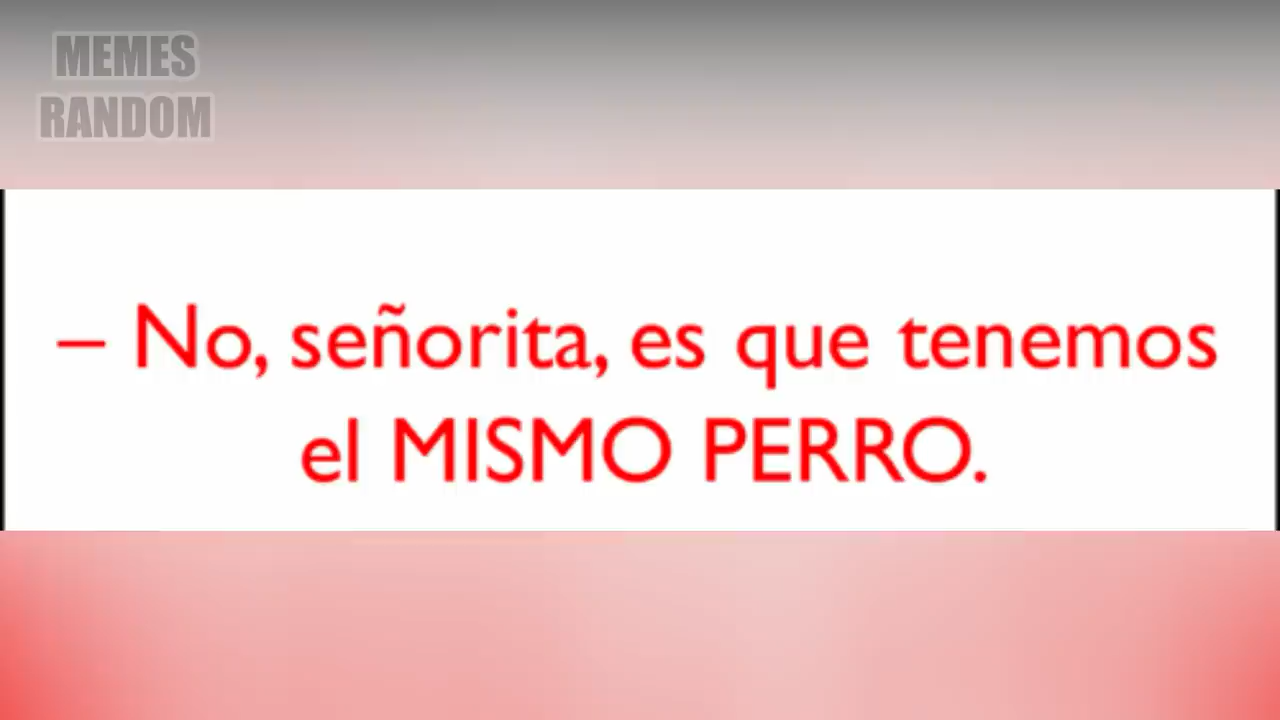 MEMES
RANDOM
– No, señorita, es que tenemos
el MISMO PERRO.